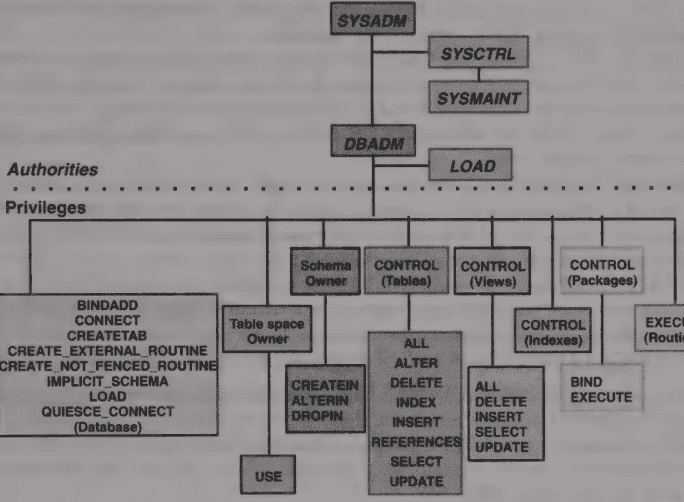 SYSADM
SYSCTRL
SYSMAINT
DBADM
LOAD
Authorities
Privileges
BINDADD
CONNECT
CREATETAB
CREATE_EXTERNAL_ROUTINE
CREATE_NOT_FENCED_ROUTINE
IMPLICIT_SCHEMA
LOAD
QUIESCE_CONNECT
(Database)
Table space
Owner
USE
Schema
Owner
CREATEIN
ALTERIN
DROPIN
CONTROL
(Tables)
ALL
ALTER
DELETE
INDEX
INSERT
REFERENCES
SELECT
UPDATE
CONTROL
(Views)
ALL
DELETE
INSERT
SELECT
UPDATE
CONTROL
(Indexes)
CONTROL
(Packages)
BIND
EXECUTE
EXECU
(Routin